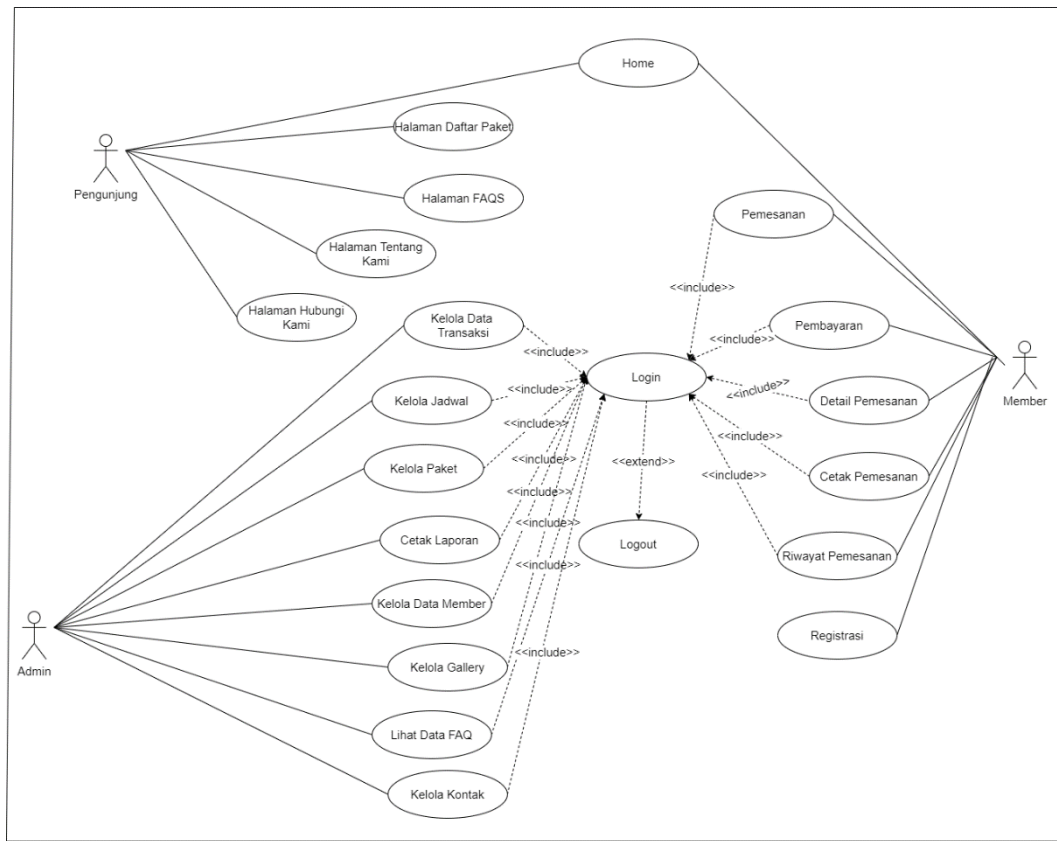 Home
Halaman Daftar Paket
Pengunjung
Halaman FAQS
Pemesanan
Halaman Tentang
Kami
<<include>>
Halaman Hubungi
Kami
Kelola Data
Transaksi
Pembayaran
<<include>>
<<include>>
Login
Member
<<include>>
<<include>>
Kelola Jadwal
Detail Pemesanan
<<include>>
<<include>>
Kelola Paket
<<include>>
<<extend>>
<<include>>
Cetak Pemesanan
<<include>>
Cetak Laporan
<<include>>
Logout
Riwayat Pemesanan
<<include>>
Kelola Data Member
Registrasi
<<include>>
Admin
Kelola Gallery
Lihat Data FAQ
Kelola Kontak